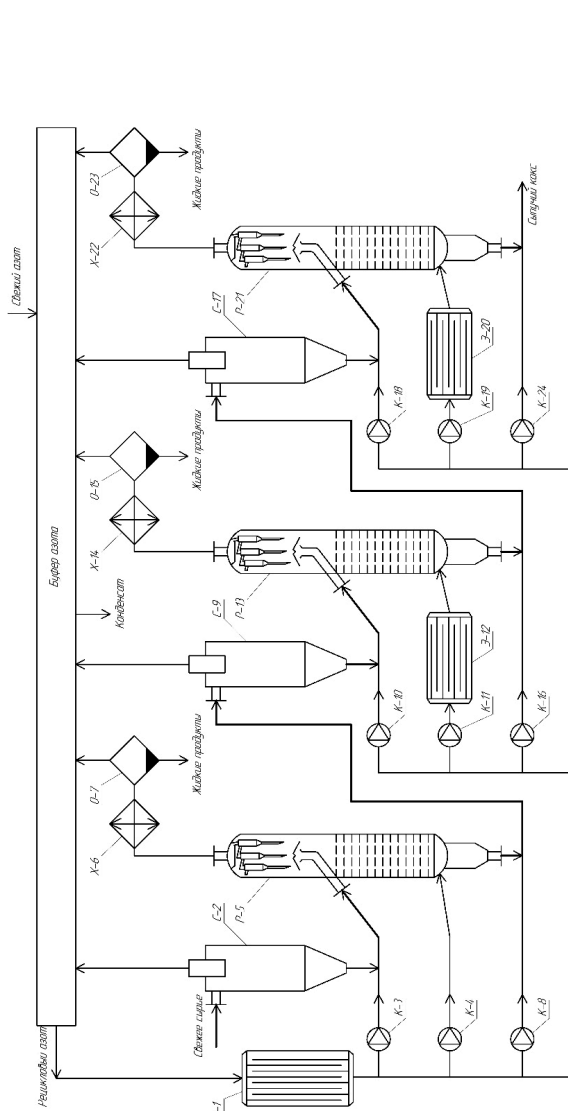 Свежий азот
О-23
Жидкие продукты
Х-22
Р-21
С-17
Сыпучий кокс
Э-20
К-18
К-19
К-24
Жидкие продукты
О-15
Х-14
Буфер азота
Конденсат
Р-13
С-9
Э-12
К-10
К-11
К-16
Жидкие продукты
О-7
Х-6
Р-5
С-2
Свежее сырье
Рецикловый азот
К-3
К-4
К-8
-1